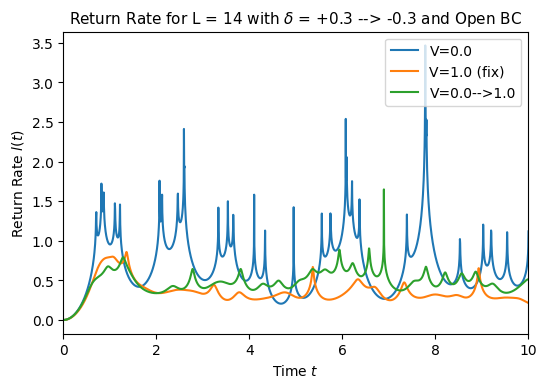 Return Rate for L = 14 with δ = +0.3 --> -0.3 and Open BC
Return Rate l(t)
3.5
3.0
2.5
2.0
1.5
1.0
0.5
0.0
V=0.0
V=1.0 (fix)
V=0.0-->1.0
0 2 4 6 8 10
Time t